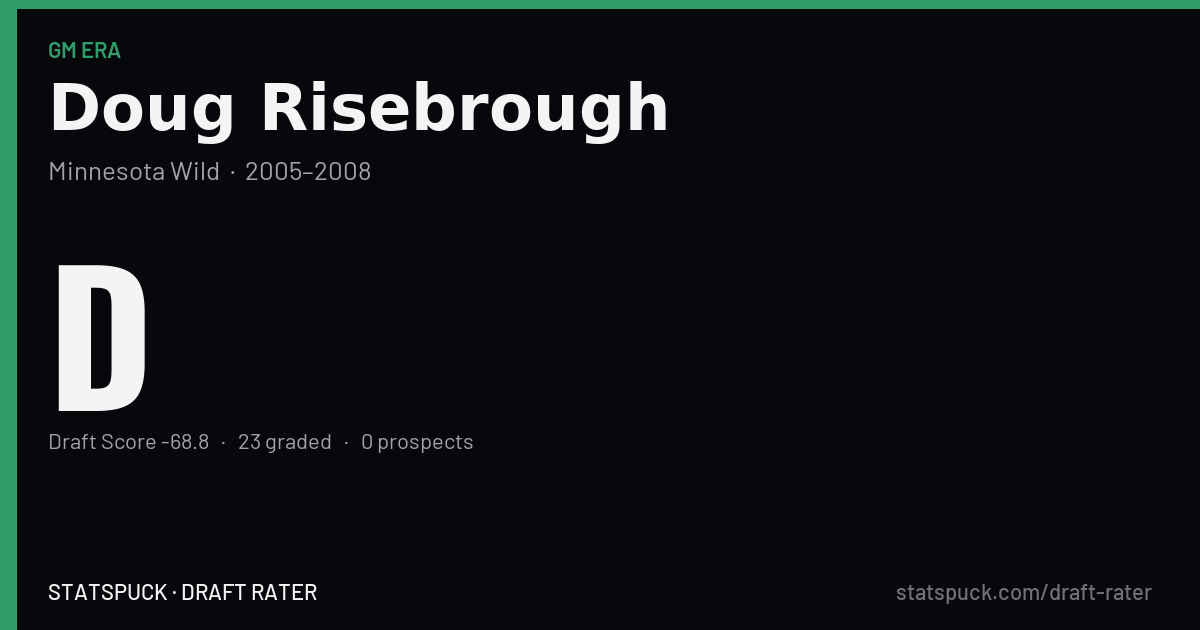 GM ERA
Doug Risebrough
Minnesota Wild · 2005–2008
D
Draft Score -68.8 · 23 graded · 0 prospects
STATSPUCK · DRAFT RATER
statspuck.com/draft-rater